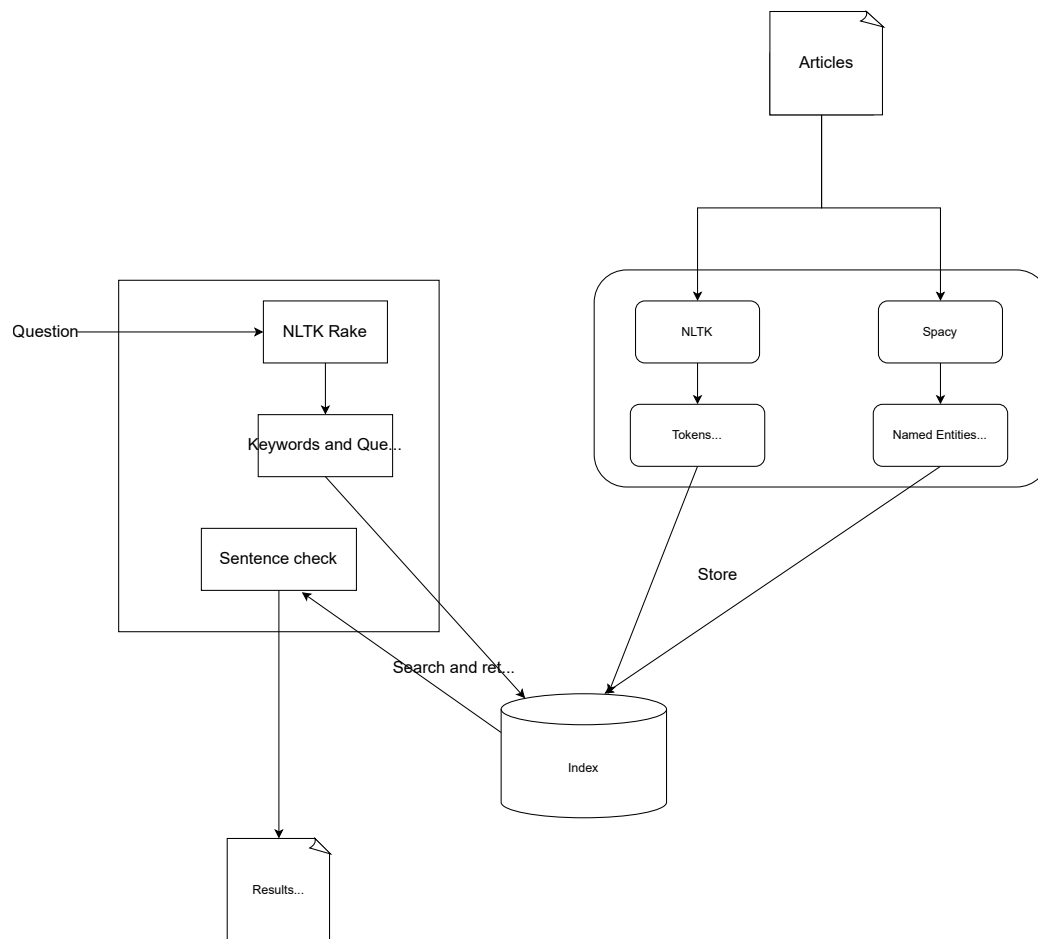 Articles
Question
NLTK Rake
NLTK
Spacy
Keywords and Que...
Tokens...
Named Entities...
Sentence check
Store
Search and ret...
Index
Results...